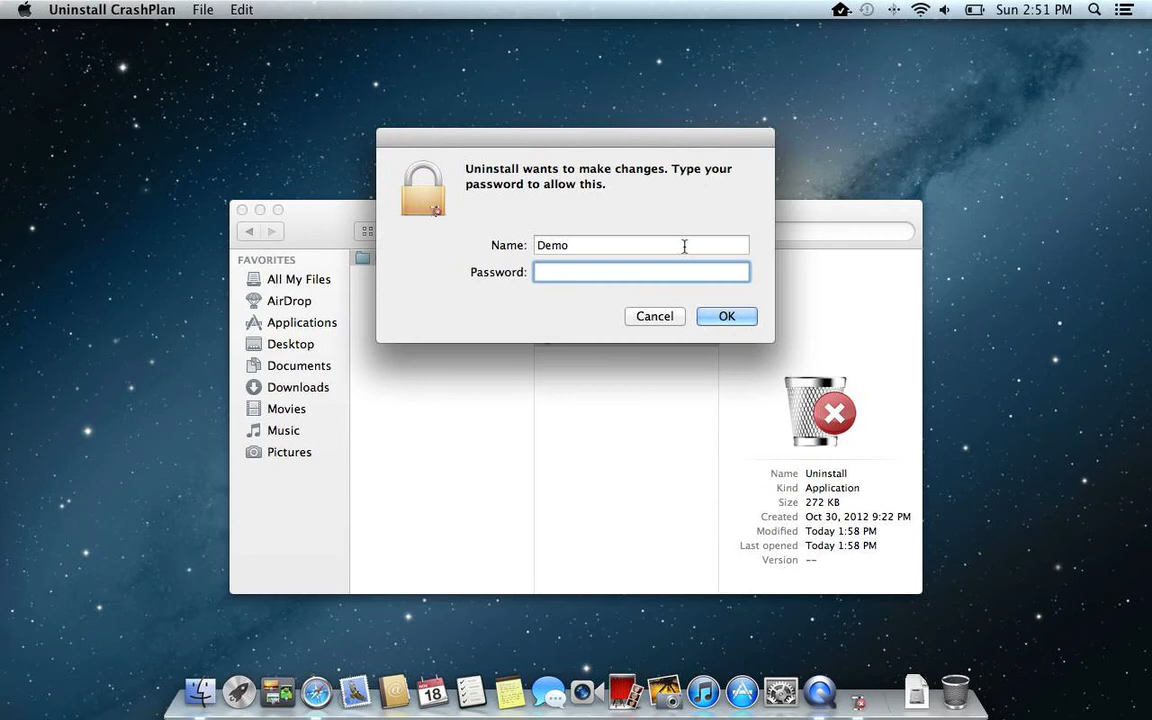 Uninstall CrashPlan File Edit Sun 2:51 PM
Uninstall wants to make changes. Type your
password to allow this.
Name: Demo
Password:
Cancel OK
FAVORITES
All My Files
AirDrop
Applications
Desktop
Documents
Downloads
Movies
Music
Pictures
Name Uninstall
Kind Application
Size 272 KB
Created Oct 30, 2012 9:22 PM
Modified Today 1:58 PM
Last opened Today 1:58 PM
Version --
18